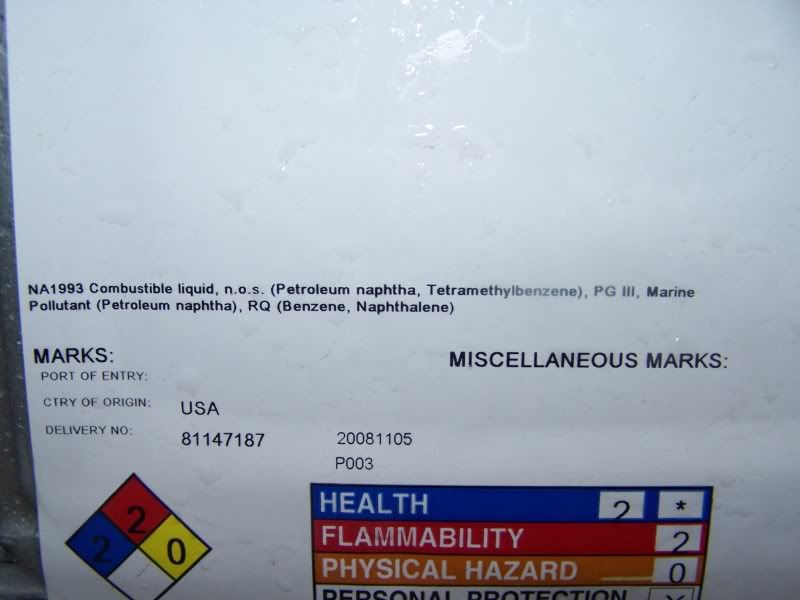 NA1993 Combustible liquid, n.o.s. (Petroleum naphtha, Tetramethylbenzene), PG III, Marine
Pollutant (Petroleum naphtha), RQ (Benzene, Naphthalene)
MARKS:
MISCELLANEOUS MARKS:
PORT OF ENTRY:
CTRY OF ORIGIN: USA
DELIVERY NO: 81147187 20081105
P003
2
2 0
HEALTH 2 *
FLAMMABILITY 2
PHYSICAL HAZARD 0
PERSONAL PROTECTION X